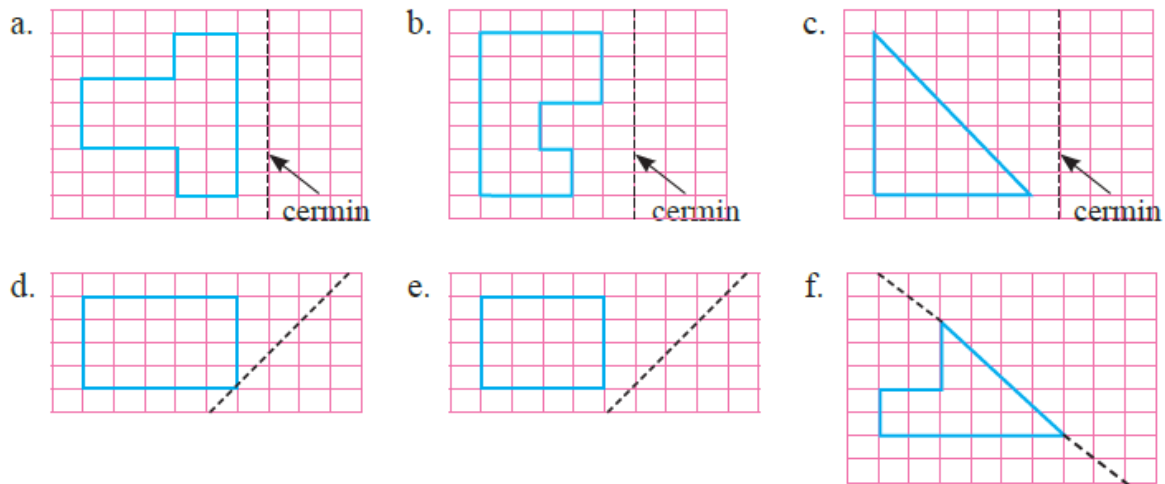 a.
b.
c.
cermin
cermin
cermin
d.
e.
f.